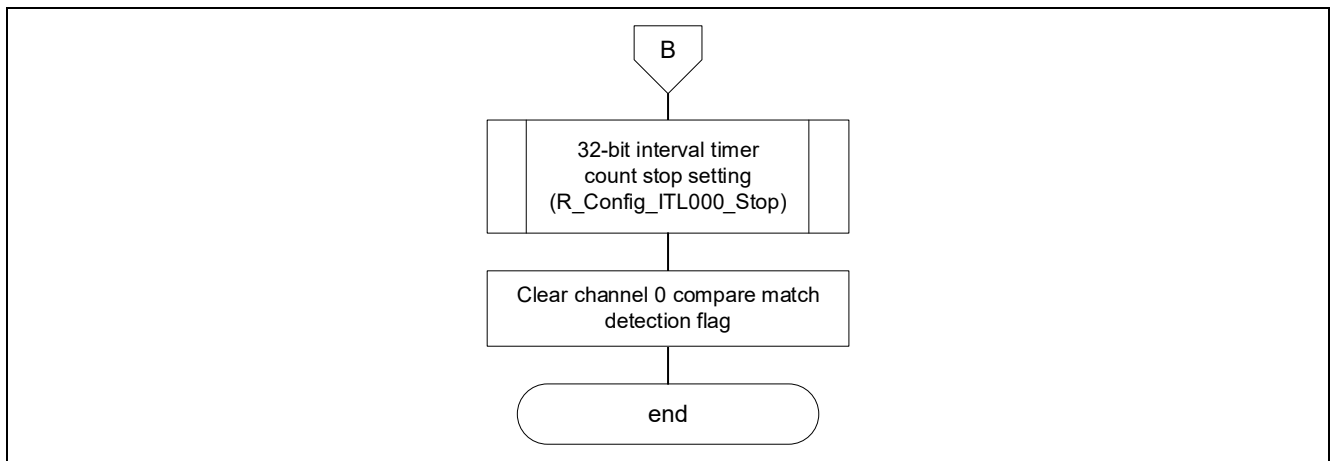 B
32-bit interval timer
count stop setting
(R_Config_ITL000_Stop)
Clear channel 0 compare match
detection flag
end